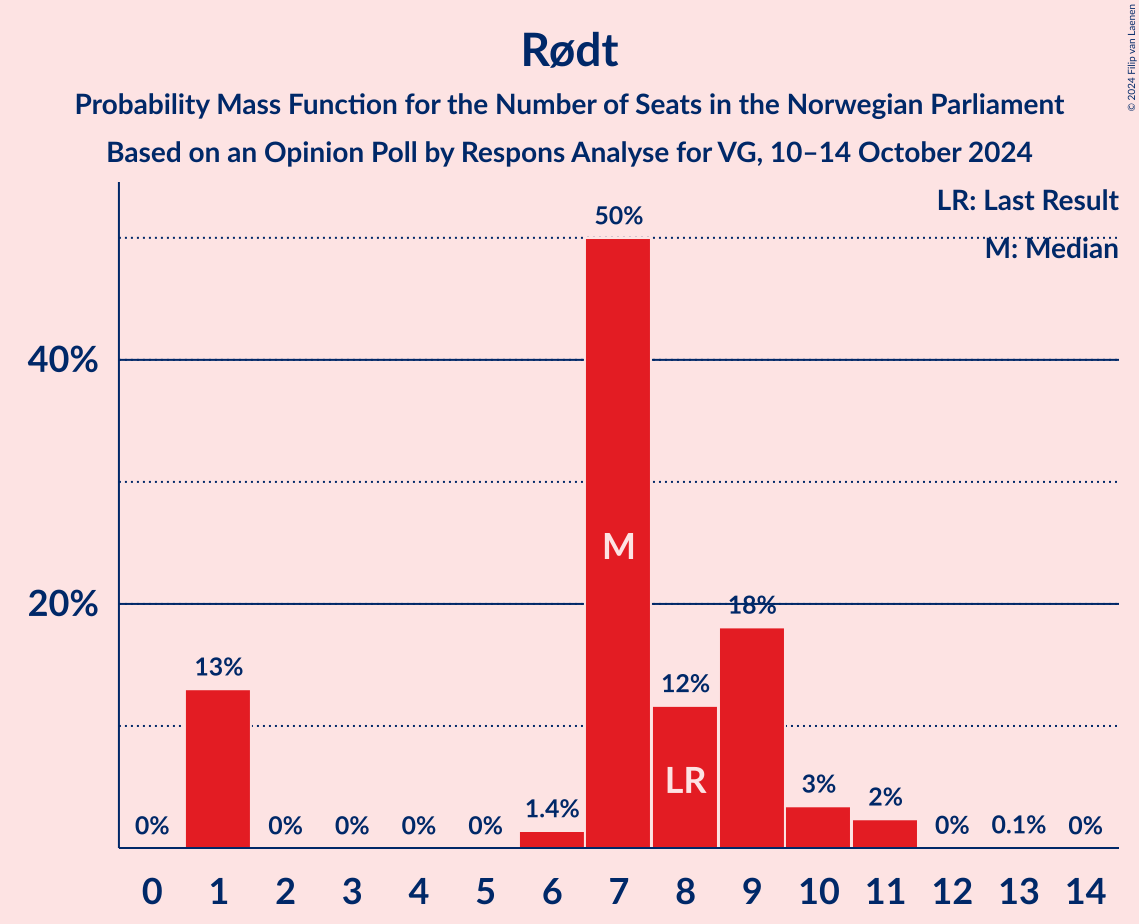 Rødt
Probability Mass Function for the Number of Seats in the Norwegian Parliament
Based on an Opinion Poll by Respons Analyse for VG, 10–14 October 2024
© 2024 Filip van Laenen
LR: Last Result
M: Median
40%
20%
0%
13%
0%
0%
0%
0%
1.4%
50%
12%
18%
3%
2%
0%
0.1%
0%
M
LR
0 1 2 3 4 5 6 7 8 9 10 11 12 13 14